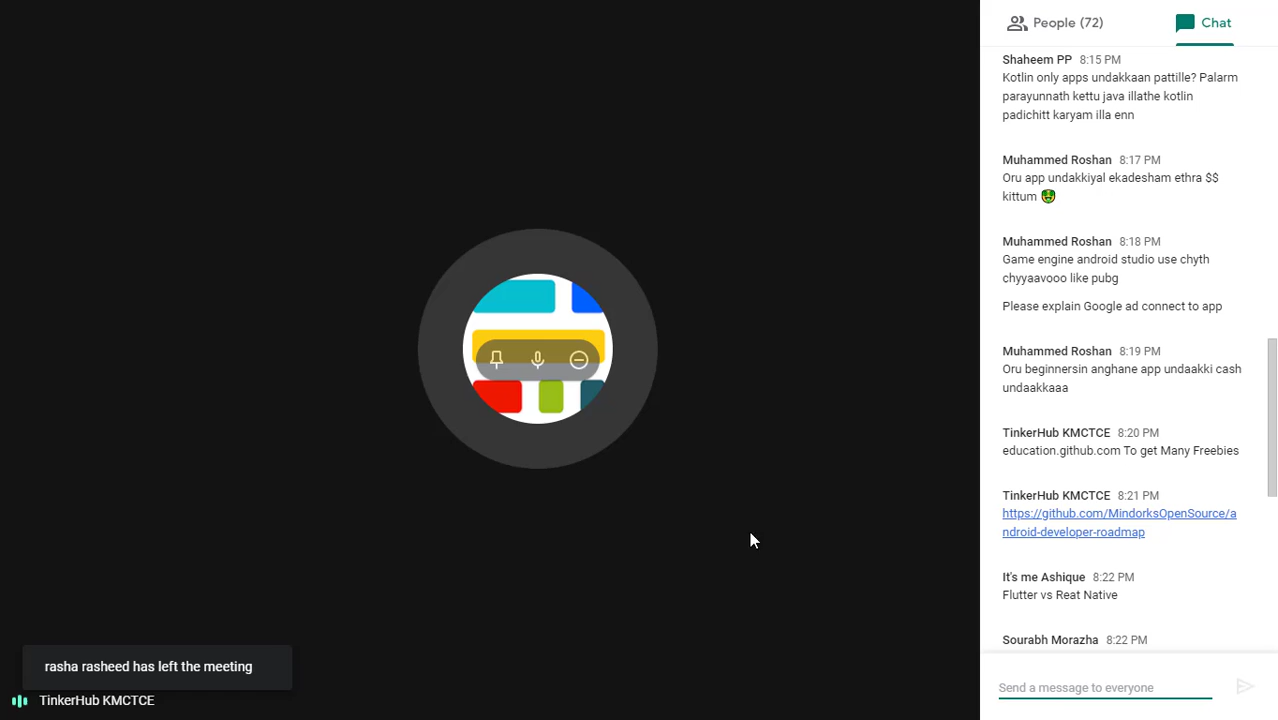 People (72)
Chat
Shaheem PP 8:15 PM
Kotlin only apps undakkaan pattille? Palarm
parayunnath kettu java illathe kotlin
padichitt karyam illa enn
Muhammed Roshan 8:17 PM
Oru app undakkiyal ekadesham ethra $$
kittum 🤑
Muhammed Roshan 8:18 PM
Game engine android studio use chyth
chyyaavooo like pubg
Please explain Google ad connect to app
Muhammed Roshan 8:19 PM
Oru beginnersin anghane app undaakki cash
undaakkaaa
TinkerHub KMCTCE 8:20 PM
education.github.com To get Many Freebies
TinkerHub KMCTCE 8:21 PM
https://github.com/MindorksOpenSource/a
ndroid-developer-roadmap
It's me Ashique 8:22 PM
Flutter vs Reat Native
Sourabh Morazha 8:22 PM
Send a message to everyone
rasha rasheed has left the meeting
TinkerHub KMCTCE